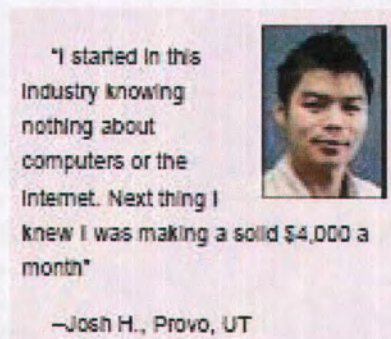 "I started in this
industry knowing
nothing about
computers or the
Internet. Next thing I
knew I was making a solid $4,000 a
month"
–Josh H., Provo, UT